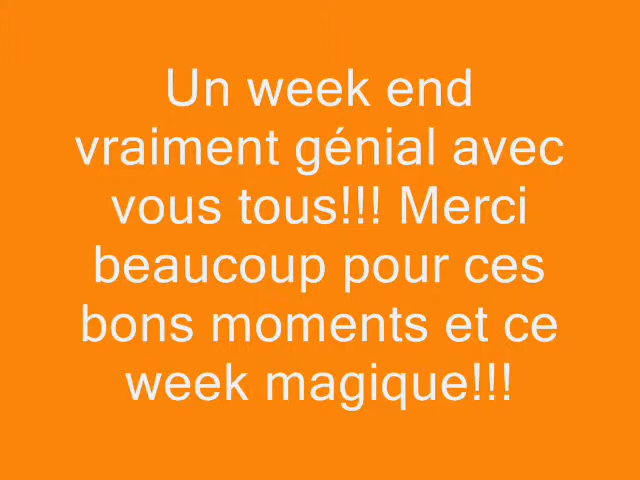 Un week end
vraiment génial avec
vous tous!!! Merci
beaucoup pour ces
bons moments et ce
week magique!!!